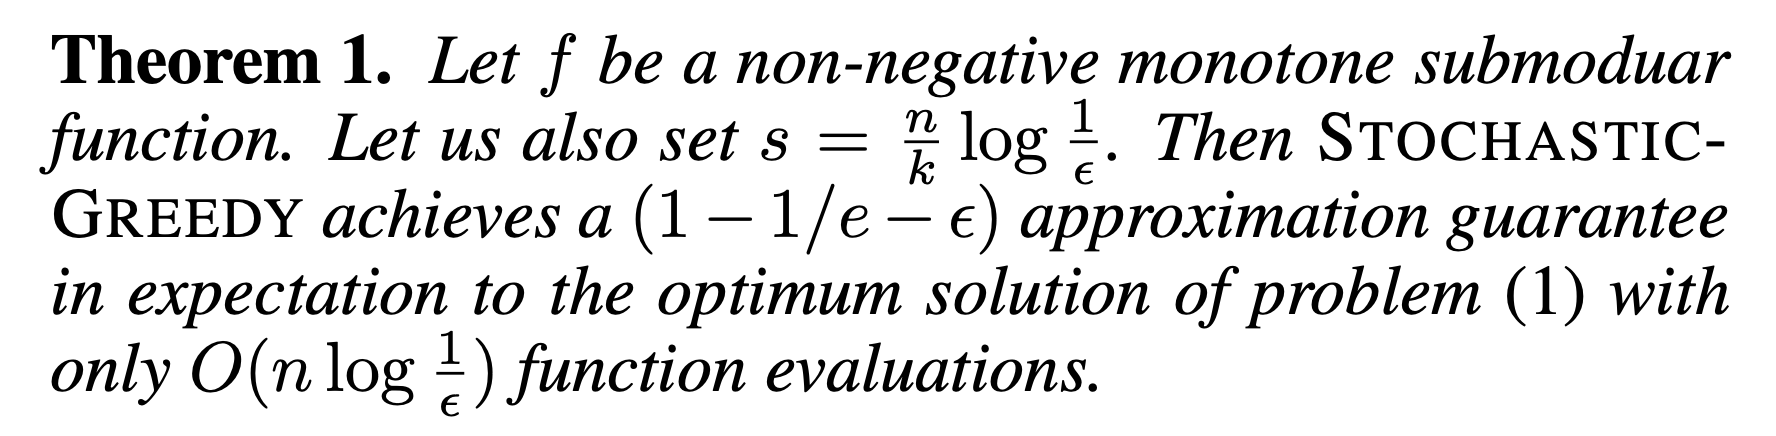 Theorem 1. Let f be a non-negative monotone submoduar
function. Let us also set s = n/k log 1/ϵ. Then STOCHASTIC-
GREEDY achieves a (1 − 1/e − ϵ) approximation guarantee
in expectation to the optimum solution of problem (1) with
only O(n log 1/ϵ) function evaluations.